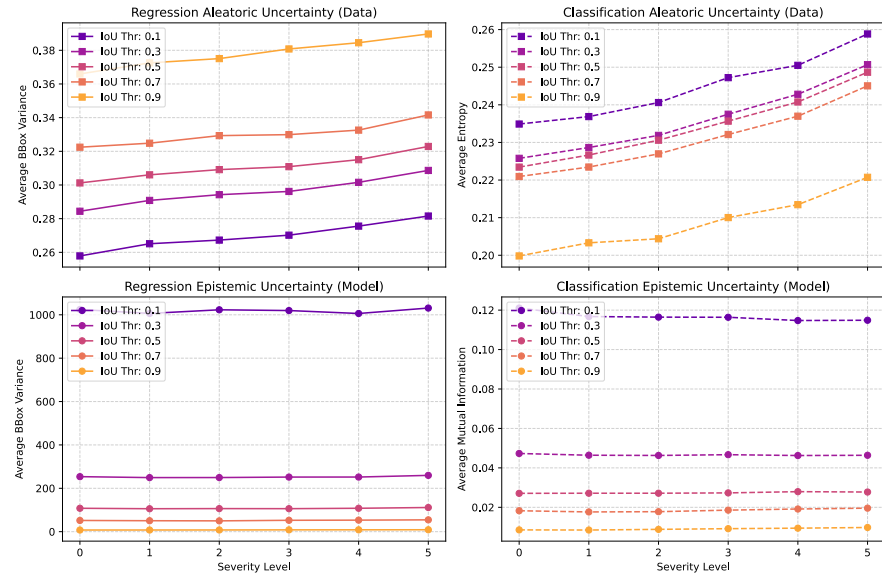 Regression Aleatoric Uncertainty (Data)
Average BBox Variance
0.38
0.36
0.34
0.32
0.30
0.28
0.26
IoU Thr: 0.1
IoU Thr: 0.3
IoU Thr: 0.5
IoU Thr: 0.7
IoU Thr: 0.9
Classification Aleatoric Uncertainty (Data)
Average Entropy
0.26
0.25
0.24
0.23
0.22
0.21
0.20
IoU Thr: 0.1
IoU Thr: 0.3
IoU Thr: 0.5
IoU Thr: 0.7
IoU Thr: 0.9
Regression Epistemic Uncertainty (Model)
Average BBox Variance
1000
800
600
400
200
0
IoU Thr: 0.1
IoU Thr: 0.3
IoU Thr: 0.5
IoU Thr: 0.7
IoU Thr: 0.9
0 1 2 3 4 5
Severity Level
Classification Epistemic Uncertainty (Model)
Average Mutual Information
0.12
0.10
0.08
0.06
0.04
0.02
IoU Thr: 0.1
IoU Thr: 0.3
IoU Thr: 0.5
IoU Thr: 0.7
IoU Thr: 0.9
0 1 2 3 4 5
Severity Level